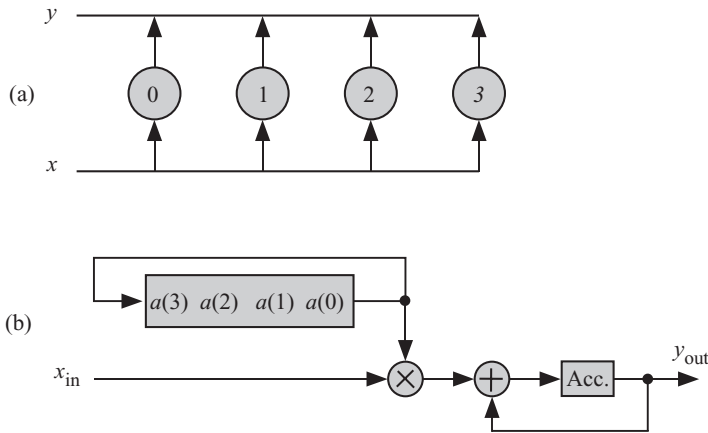 y
(a)
0 1 2 3
x
(b)
a(3) a(2) a(1) a(0)
x_in
×
+
Acc.
y_out